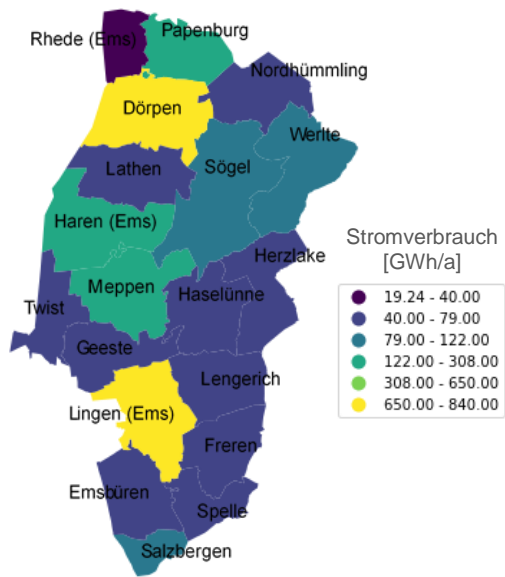 Rhede (Ems)
Papenburg
Nordhümmling
Dörpen
Werlte
Lathen
Sögel
Haren (Ems)
Herzlake
Meppen
Haselünne
Twist
Geeste
Lengerich
Lingen (Ems)
Freren
Emsbüren
Spelle
Salzbergen
Stromverbrauch
[GWh/a]
19.24 - 40.00
40.00 - 79.00
79.00 - 122.00
122.00 - 308.00
308.00 - 650.00
650.00 - 840.00